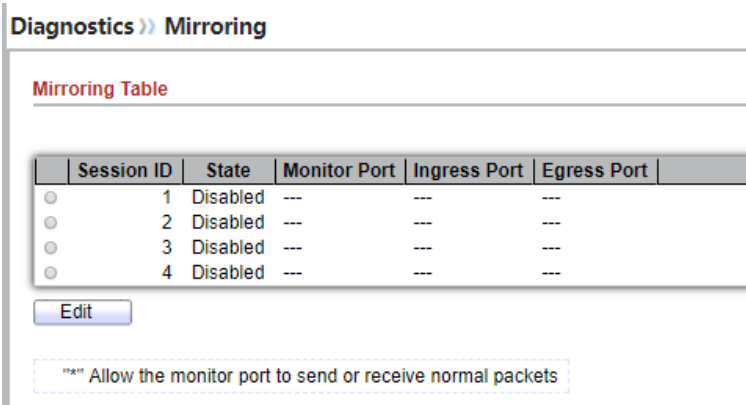 Diagnostics » Mirroring
Mirroring Table
Session ID State Monitor Port Ingress Port Egress Port
1 Disabled --- --- ---
2 Disabled --- --- ---
3 Disabled --- --- ---
4 Disabled --- --- ---
Edit
"*" Allow the monitor port to send or receive normal packets